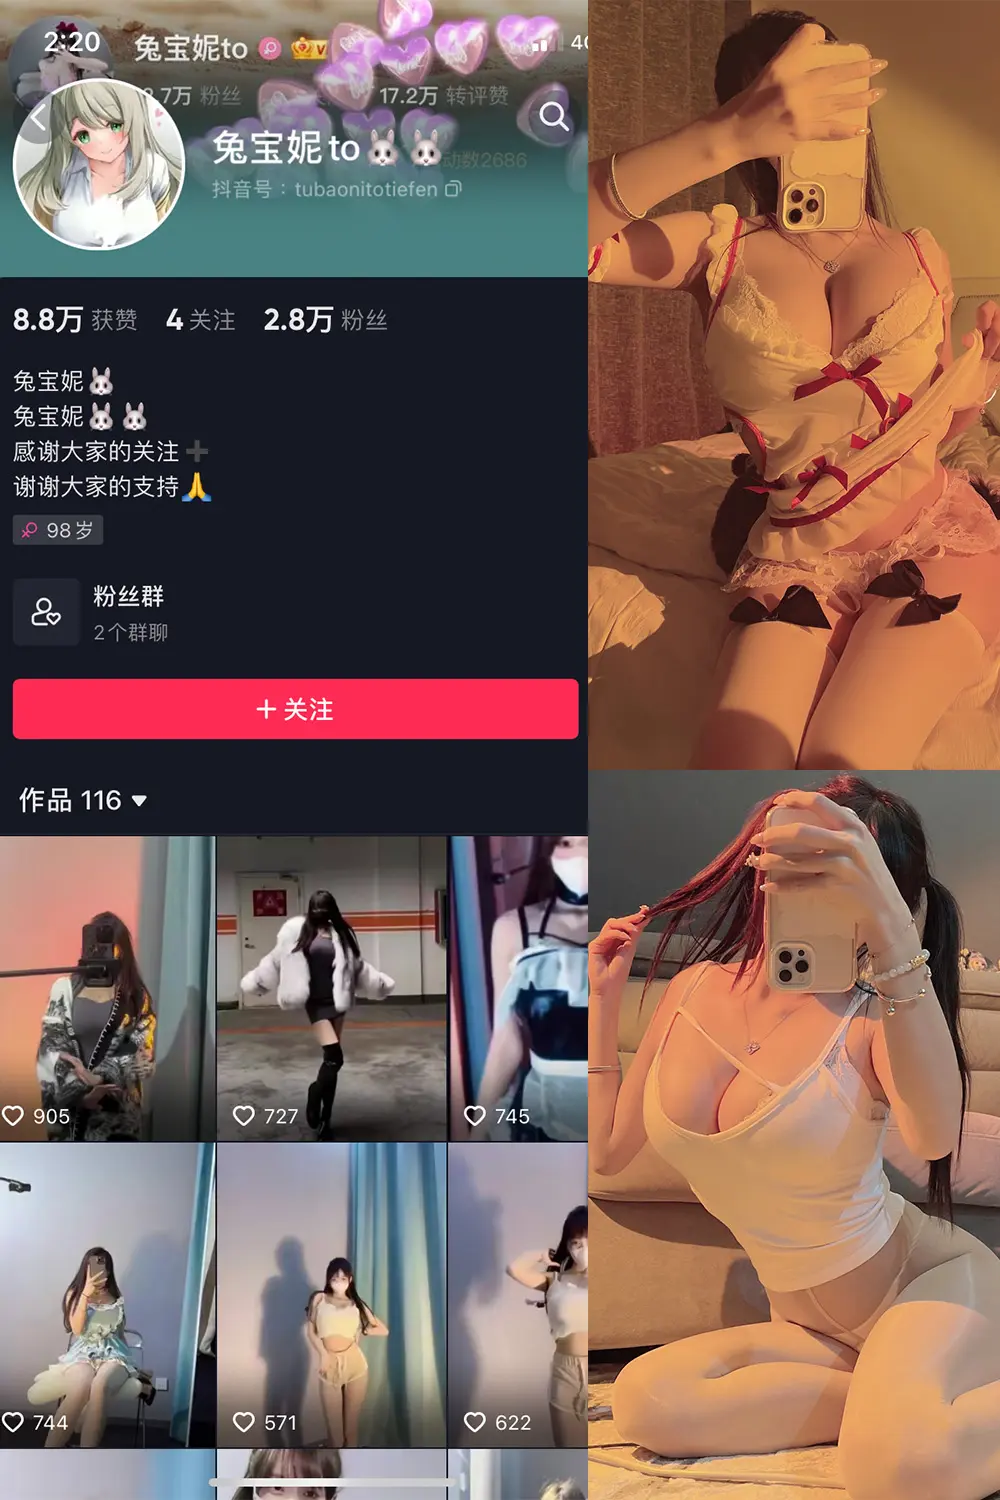 2:20
兔宝妮to
4G
.7万 粉丝
17.2万 转评赞
兔宝妮to🐰🐰
动数2686
抖音号：tubaonitotiefen
8.8万 获赞 4 关注 2.8万 粉丝
兔宝妮🐰
兔宝妮🐰🐰
感谢大家的关注➕
谢谢大家的支持🙏
98岁
粉丝群
2个群聊
＋关注
作品 116
905
727
745
744
571
622